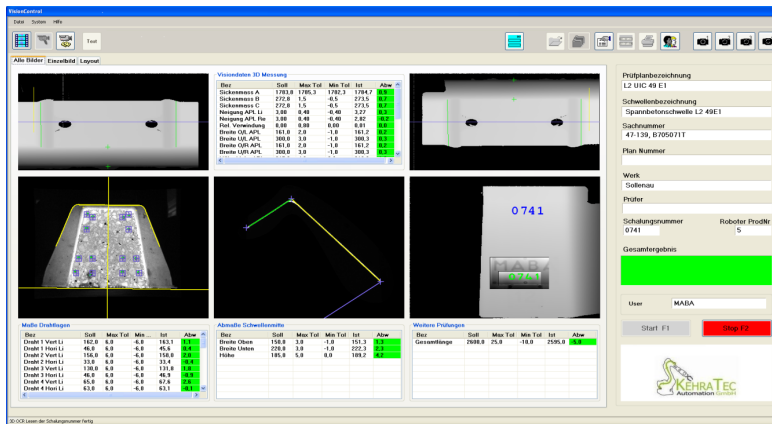 VisionControl
Datei System Hilfe
Test
Alle Bilder Einzelbild Layout
Visiondaten 3D Messung
Bez Soll Max Tol Min Tol Ist Abw
Sickenmass A 1783,8 1785,3 1782,3 1784,7 0,9
Sickenmass B 272,8 1,5 -0,5 273,5 0,7
Sickenmass C 272,8 1,5 -0,5 273,5 0,7
Neigung APL Li 3,00 0,40 -0,40 3,27 0,3
Neigung APL Re 3,00 0,40 -0,40 2,82 -0,2
Rel. Verwindung 0,00 0,00 0,00 0,01 0,0
Breite O/L APL 161,0 2,0 -1,0 161,2 0,2
Breite U/L APL 300,0 3,0 -1,0 300,3 0,3
Breite O/R APL 161,0 2,0 -1,0 161,2 0,2
Breite U/R APL 300,0 3,0 -1,0 300,3 0,3
0741
MAB
0741
Maße Drahtlagen
Bez Soll Max Tol Min ... Ist Abw
Draht 1 Vert Li 162,0 6,0 -6,0 163,1 1,1
Draht 1 Hori Li 46,0 6,0 -6,0 45,6 0,4
Draht 2 Vert Li 156,0 6,0 -6,0 158,0 2,0
Draht 2 Hori Li 33,0 6,0 -6,0 33,4 -0,4
Draht 3 Vert Li 130,0 6,0 -6,0 131,0 1,0
Draht 3 Hori Li 46,0 6,0 -6,0 46,9 -0,9
Draht 4 Vert Li 65,0 6,0 -6,0 67,6 2,6
Draht 4 Hori Li 63,0 6,0 -6,0 63,1 -0,1
Abmaße Schwellenmitte
Bez Soll Max Tol Min Tol Ist Abw
Breite Oben 150,0 3,0 -1,0 151,3 1,3
Breite Unten 220,0 3,0 -1,0 222,3 2,3
Höhe 185,0 5,0 0,0 189,2 4,2
Weitere Prüfungen
Bez Soll Max Tol Min Tol Ist Abw
Gesamtlänge 2600,0 25,0 -10,0 2595,0 -5,0
Prüfplanbezeichnung
L2 UIC 49 E1
Schwellenbezeichnung
Spannbetonschwelle L2 49E1
Sachnummer
47-139, B705071T
Plan Nummer
Werk
Sollenau
Prüfer
Schalungsnummer Roboter ProdNr
0741 5
Gesamtergebnis
User MABA
Start F1 Stop F2
KEHRATEC
Automation GmbH
3D OCR Lesen der Schalungsnummer fertig